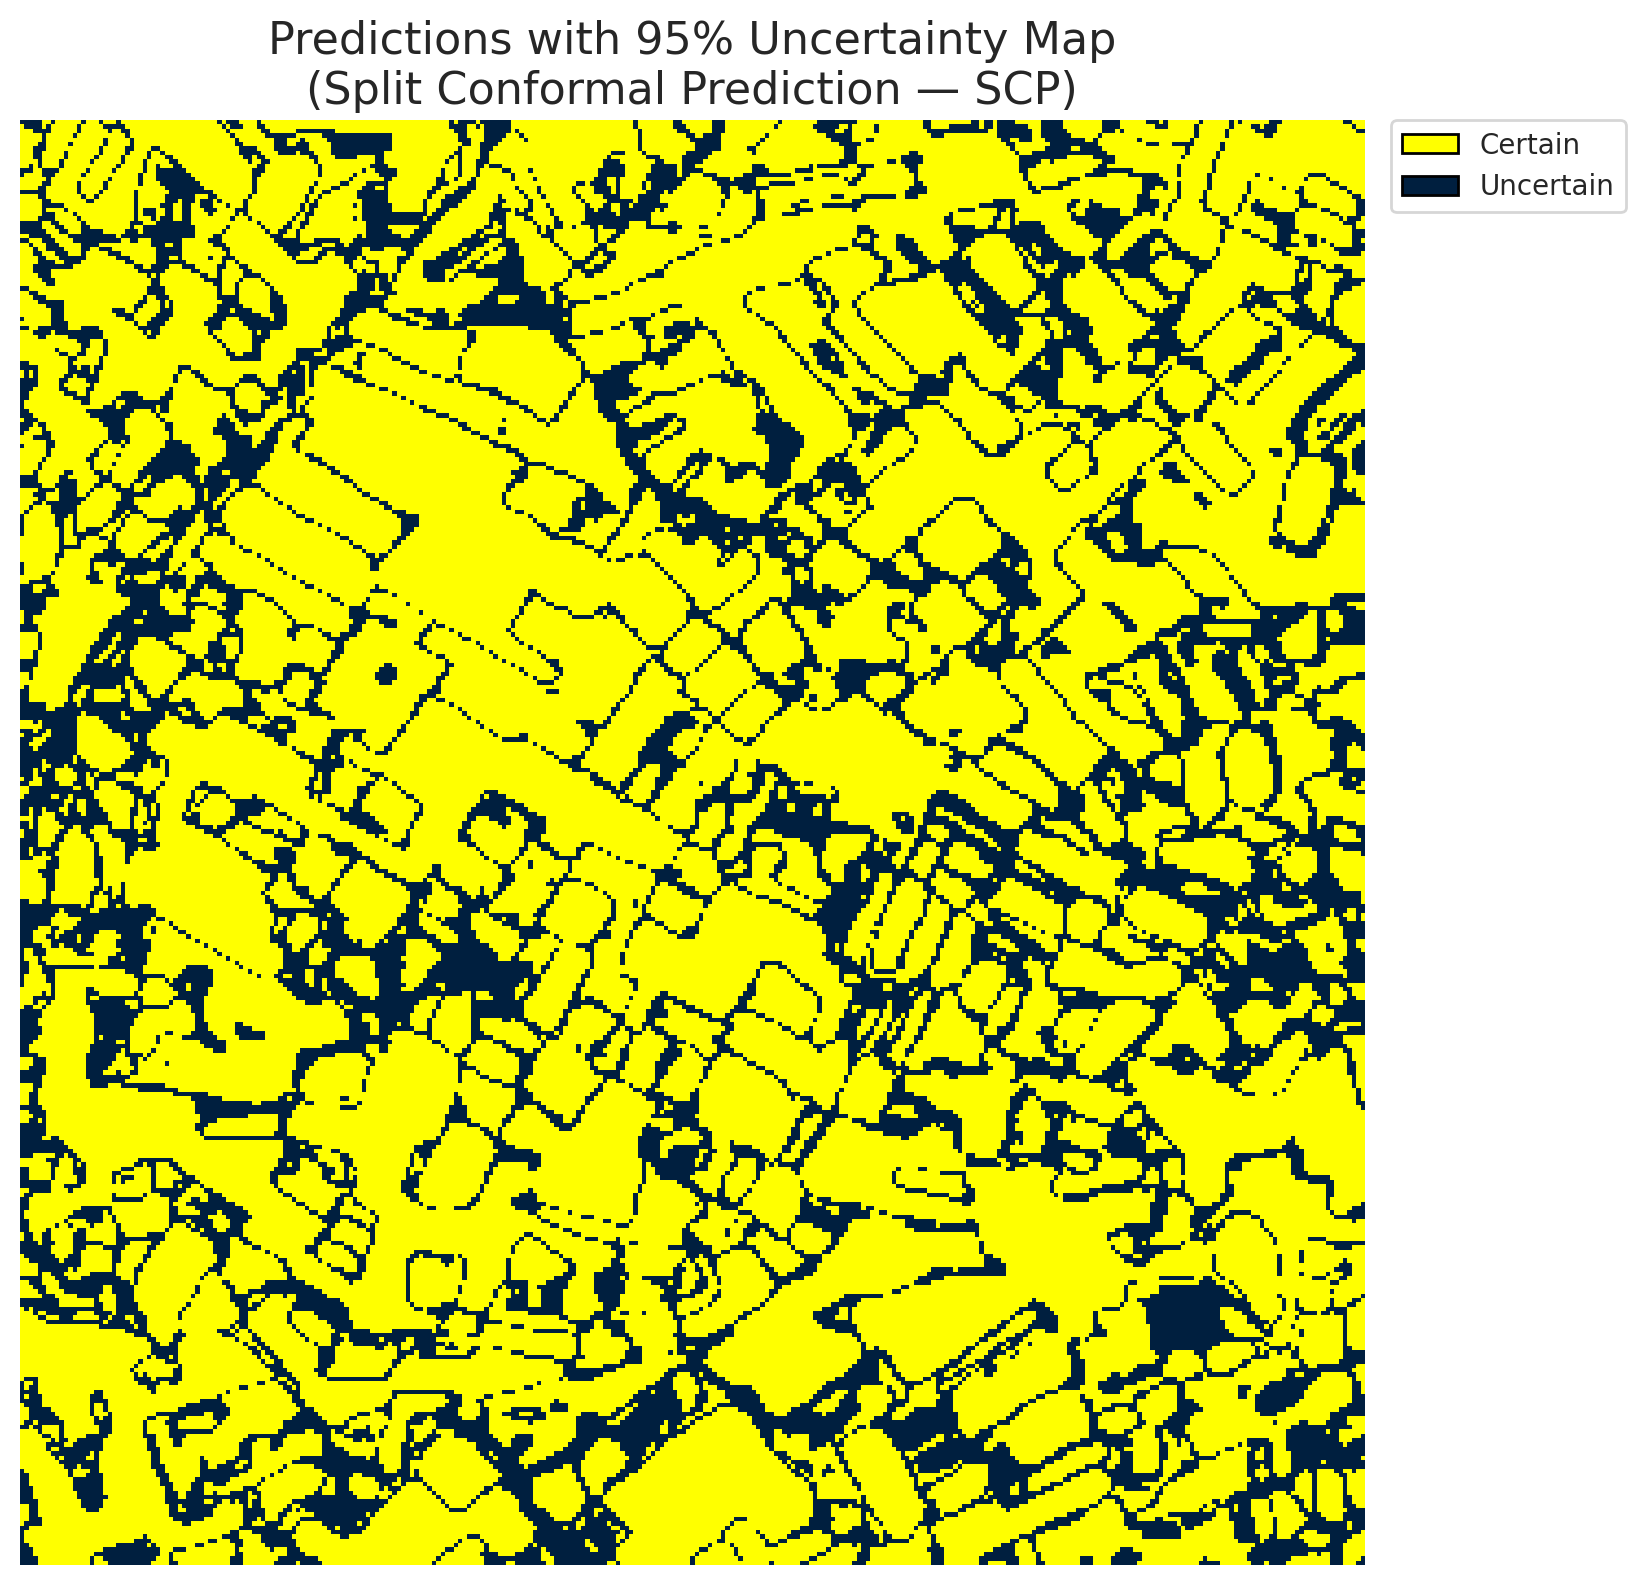 Predictions with 95% Uncertainty Map
(Split Conformal Prediction — SCP)
Certain
Uncertain